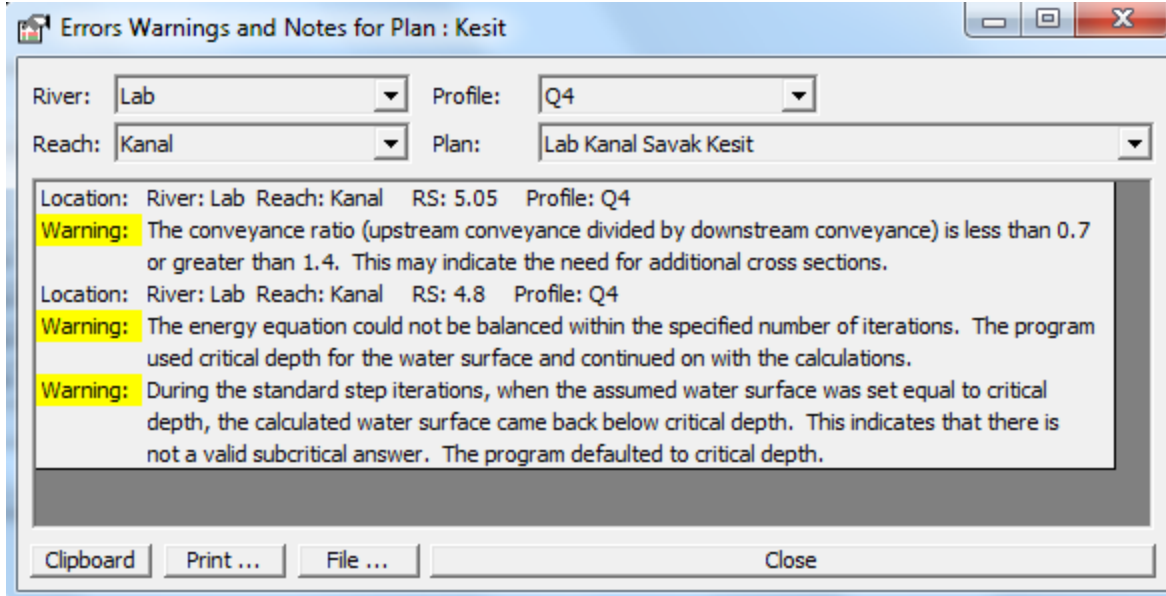 Errors Warnings and Notes for Plan : Kesit
River: Lab Profile: Q4
Reach: Kanal Plan: Lab Kanal Savak Kesit
Location: River: Lab Reach: Kanal RS: 5.05 Profile: Q4
Warning: The conveyance ratio (upstream conveyance divided by downstream conveyance) is less than 0.7
or greater than 1.4. This may indicate the need for additional cross sections.
Location: River: Lab Reach: Kanal RS: 4.8 Profile: Q4
Warning: The energy equation could not be balanced within the specified number of iterations. The program
used critical depth for the water surface and continued on with the calculations.
Warning: During the standard step iterations, when the assumed water surface was set equal to critical
depth, the calculated water surface came back below critical depth. This indicates that there is
not a valid subcritical answer. The program defaulted to critical depth.
Clipboard Print ... File ... Close